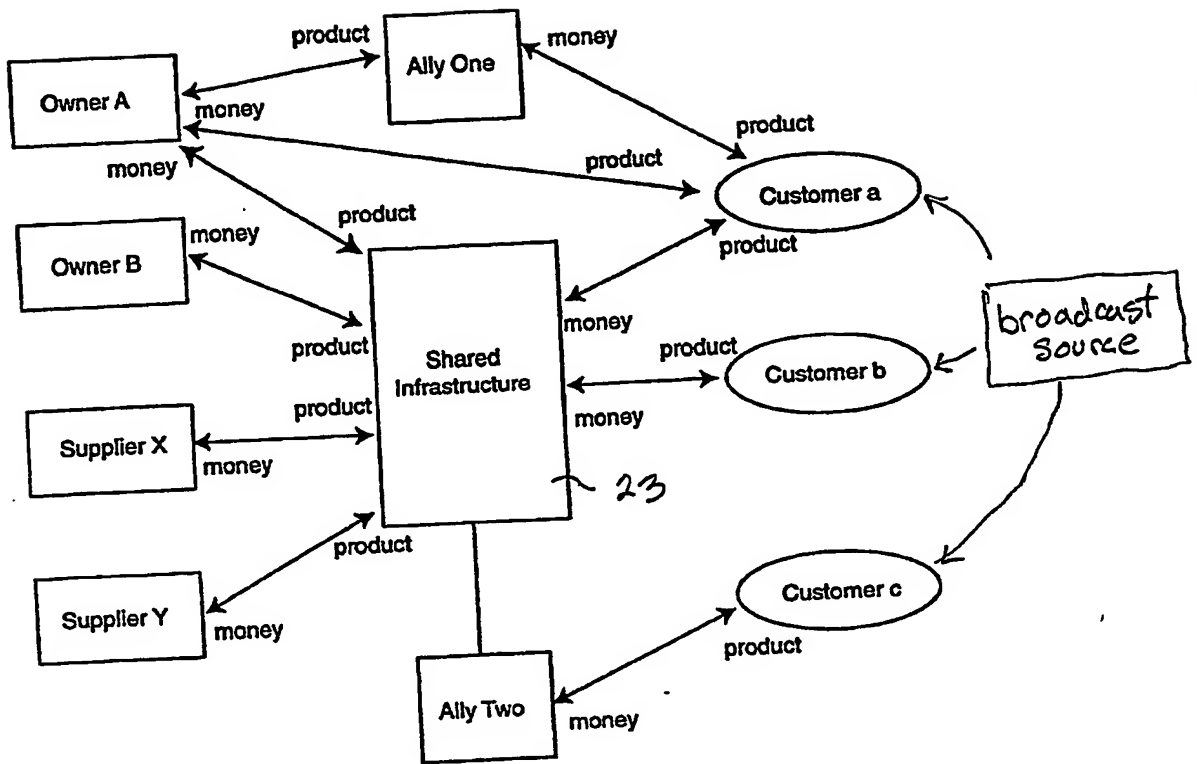 product
money
Ally One
Owner A
money
product
product
money
Customer a
product
money
Owner B
product
money
broadcast
source
product
Shared
Infrastructure
product
Customer b
money
product
Supplier X
money
23
product
Customer c
Supplier Y
money
product
Ally Two
money